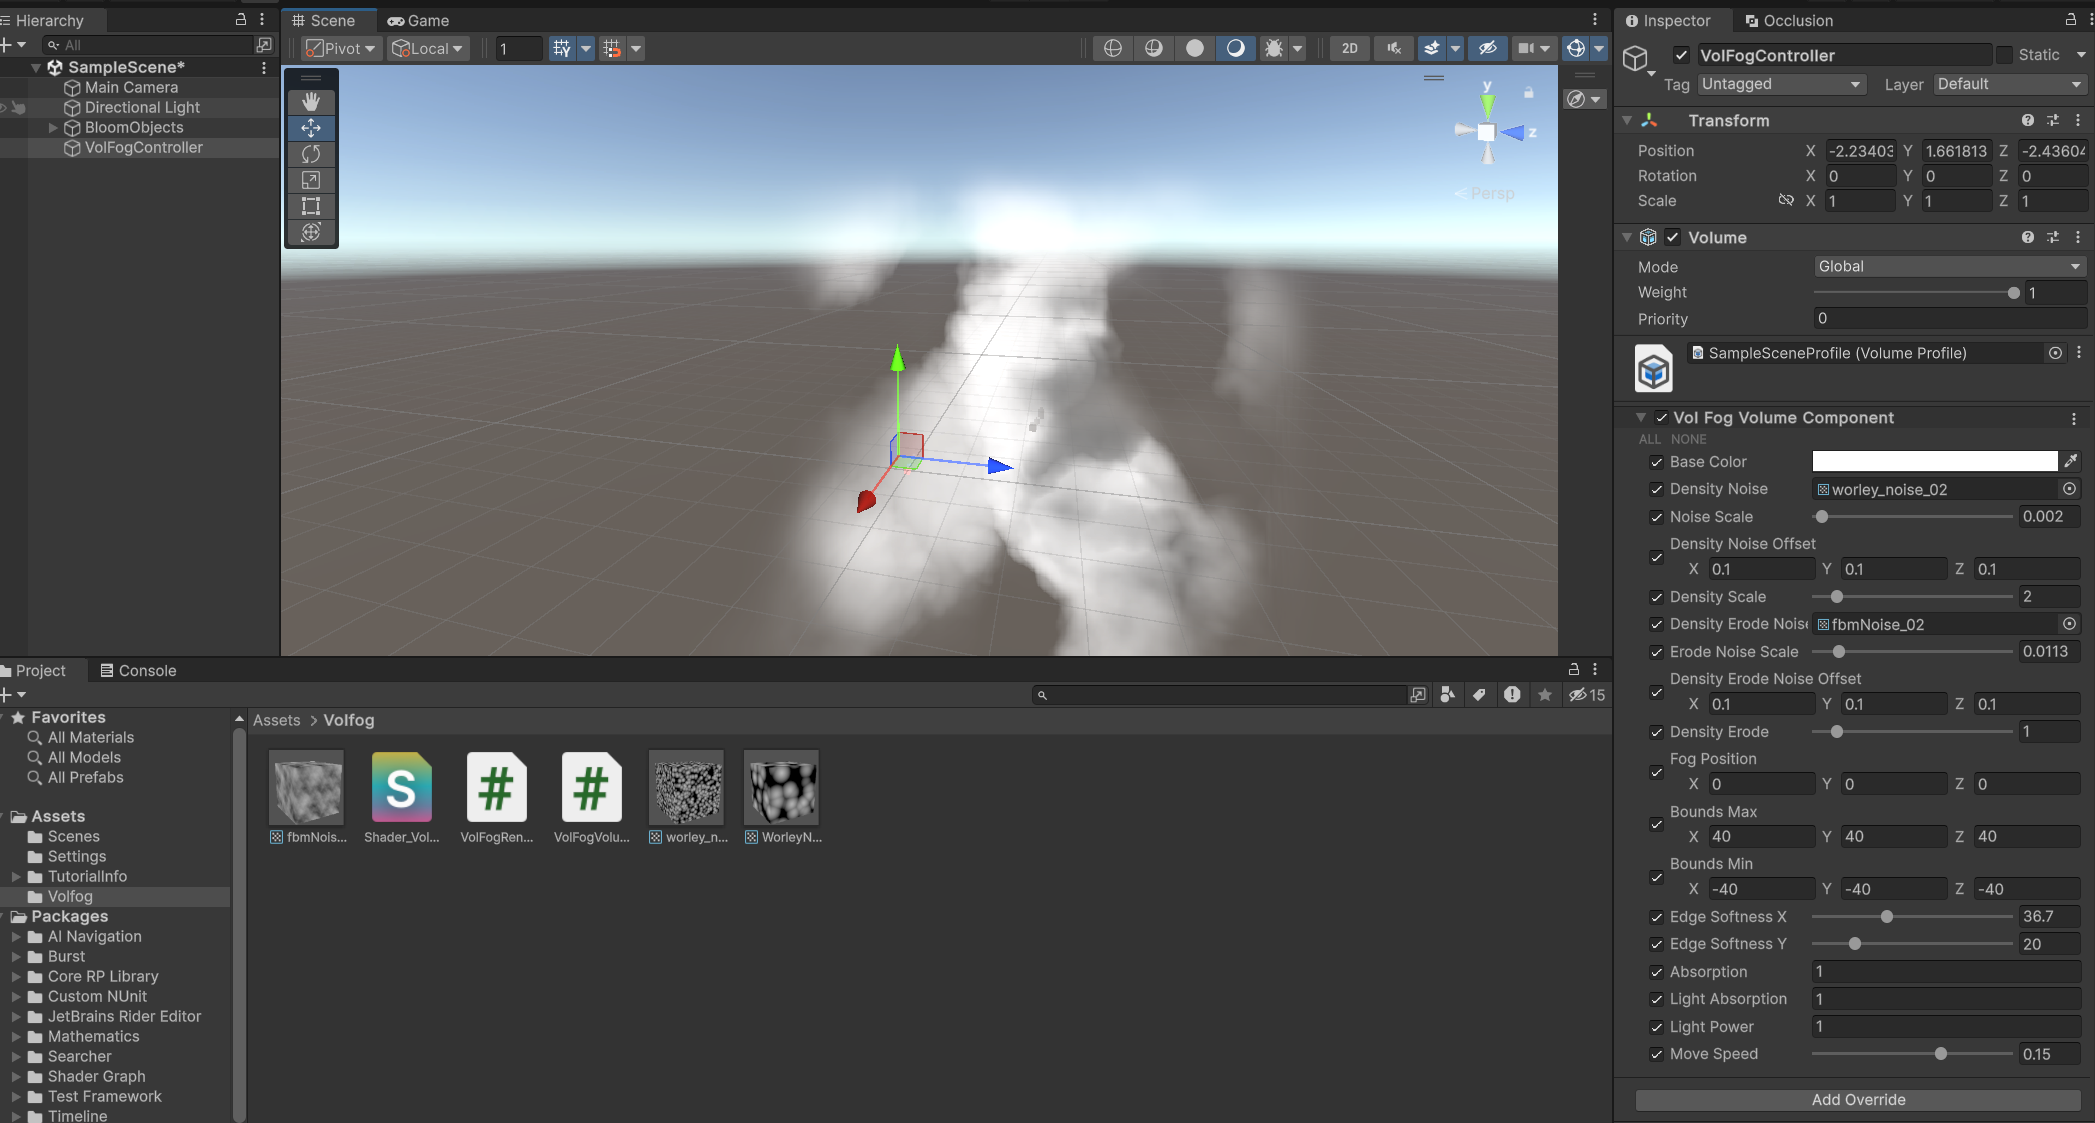 Hierarchy
All
SampleScene*
Main Camera
Directional Light
BloomObjects
VolFogController
Scene
Game
Pivot
Local
1
2D
y
z
< Persp
Project
Console
15
Favorites
All Materials
All Models
All Prefabs
Assets
Scenes
Settings
TutorialInfo
Volfog
Packages
AI Navigation
Burst
Core RP Library
Custom NUnit
JetBrains Rider Editor
Mathematics
Searcher
Shader Graph
Test Framework
Timeline
Assets > Volfog
S
#
#
fbmNois...
Shader_Vol...
VolFogRen...
VolFogVolu...
worley_n...
WorleyN...
Inspector
Occlusion
VolFogController
Static
Tag Untagged Layer Default
Transform
Position X -2.23403 Y 1.661813 Z -2.43604
Rotation X 0 Y 0 Z 0
Scale X 1 Y 1 Z 1
Volume
Mode Global
Weight 1
Priority 0
SampleSceneProfile (Volume Profile)
Vol Fog Volume Component
ALL NONE
Base Color
Density Noise worley_noise_02
Noise Scale 0.002
Density Noise Offset
X 0.1 Y 0.1 Z 0.1
Density Scale 2
Density Erode Noise fbmNoise_02
Erode Noise Scale 0.0113
Density Erode Noise Offset
X 0.1 Y 0.1 Z 0.1
Density Erode 1
Fog Position
X 0 Y 0 Z 0
Bounds Max
X 40 Y 40 Z 40
Bounds Min
X -40 Y -40 Z -40
Edge Softness X 36.7
Edge Softness Y 20
Absorption 1
Light Absorption 1
Light Power 1
Move Speed 0.15
Add Override